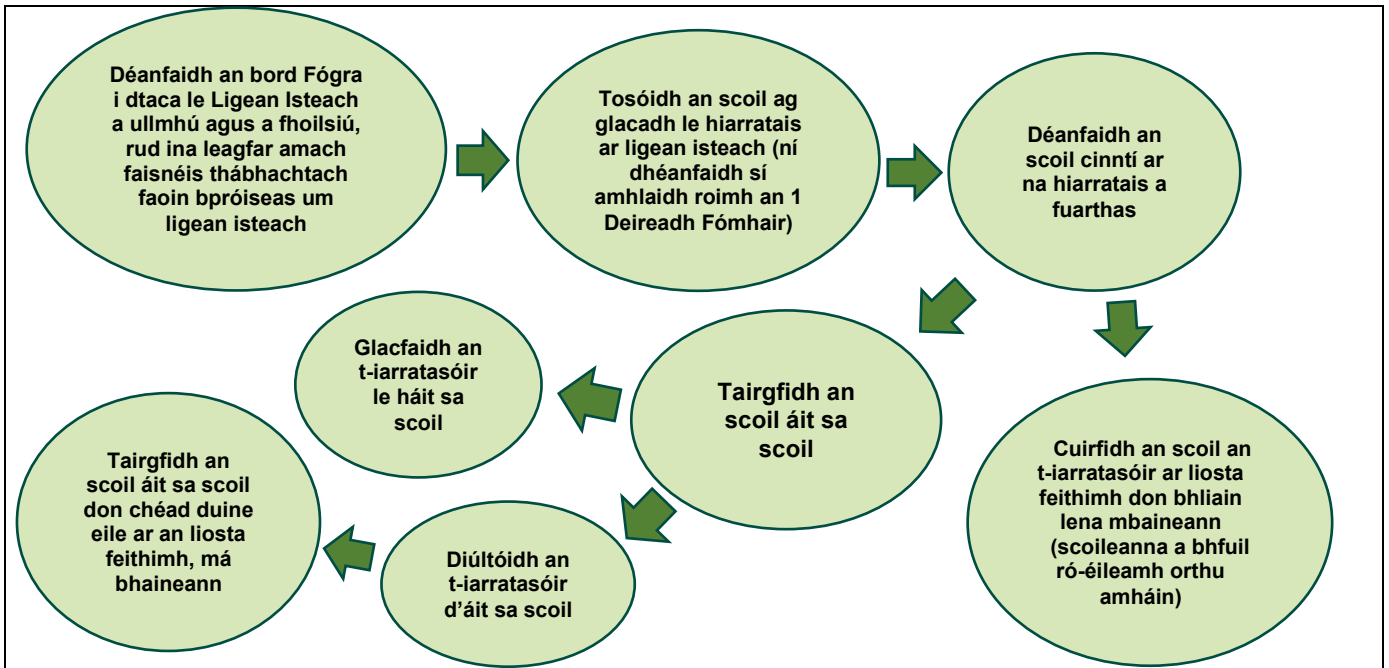 Déanfaidh an bord Fógra
i dtaca le Ligean Isteach
a ullmhú agus a fhoilsiú,
rud ina leagfar amach
faisnéis thábhachtach
faoin bpróiseas um
ligean isteach
Tosóidh an scoil ag
glacadh le hiarratais
ar ligean isteach (ní
dhéanfaidh sí
amhlaidh roimh an 1
Deireadh Fómhair)
Déanfaidh an
scoil cinntí ar
na hiarratais a
fuarthas
Tairgfidh an
scoil áit sa
scoil
Glacfaidh an
t-iarratasóir
le háit sa
scoil
Diúltóidh an
t-iarratasóir
d'áit sa scoil
Tairgfidh an
scoil áit sa scoil
don chéad duine
eile ar an liosta
feithimh, má
bhaineann
Cuirfidh an scoil an
t-iarratasóir ar liosta
feithimh don bhliain
lena mbaineann
(scoileanna a bhfuil
ró-éileamh orthu
amháin)